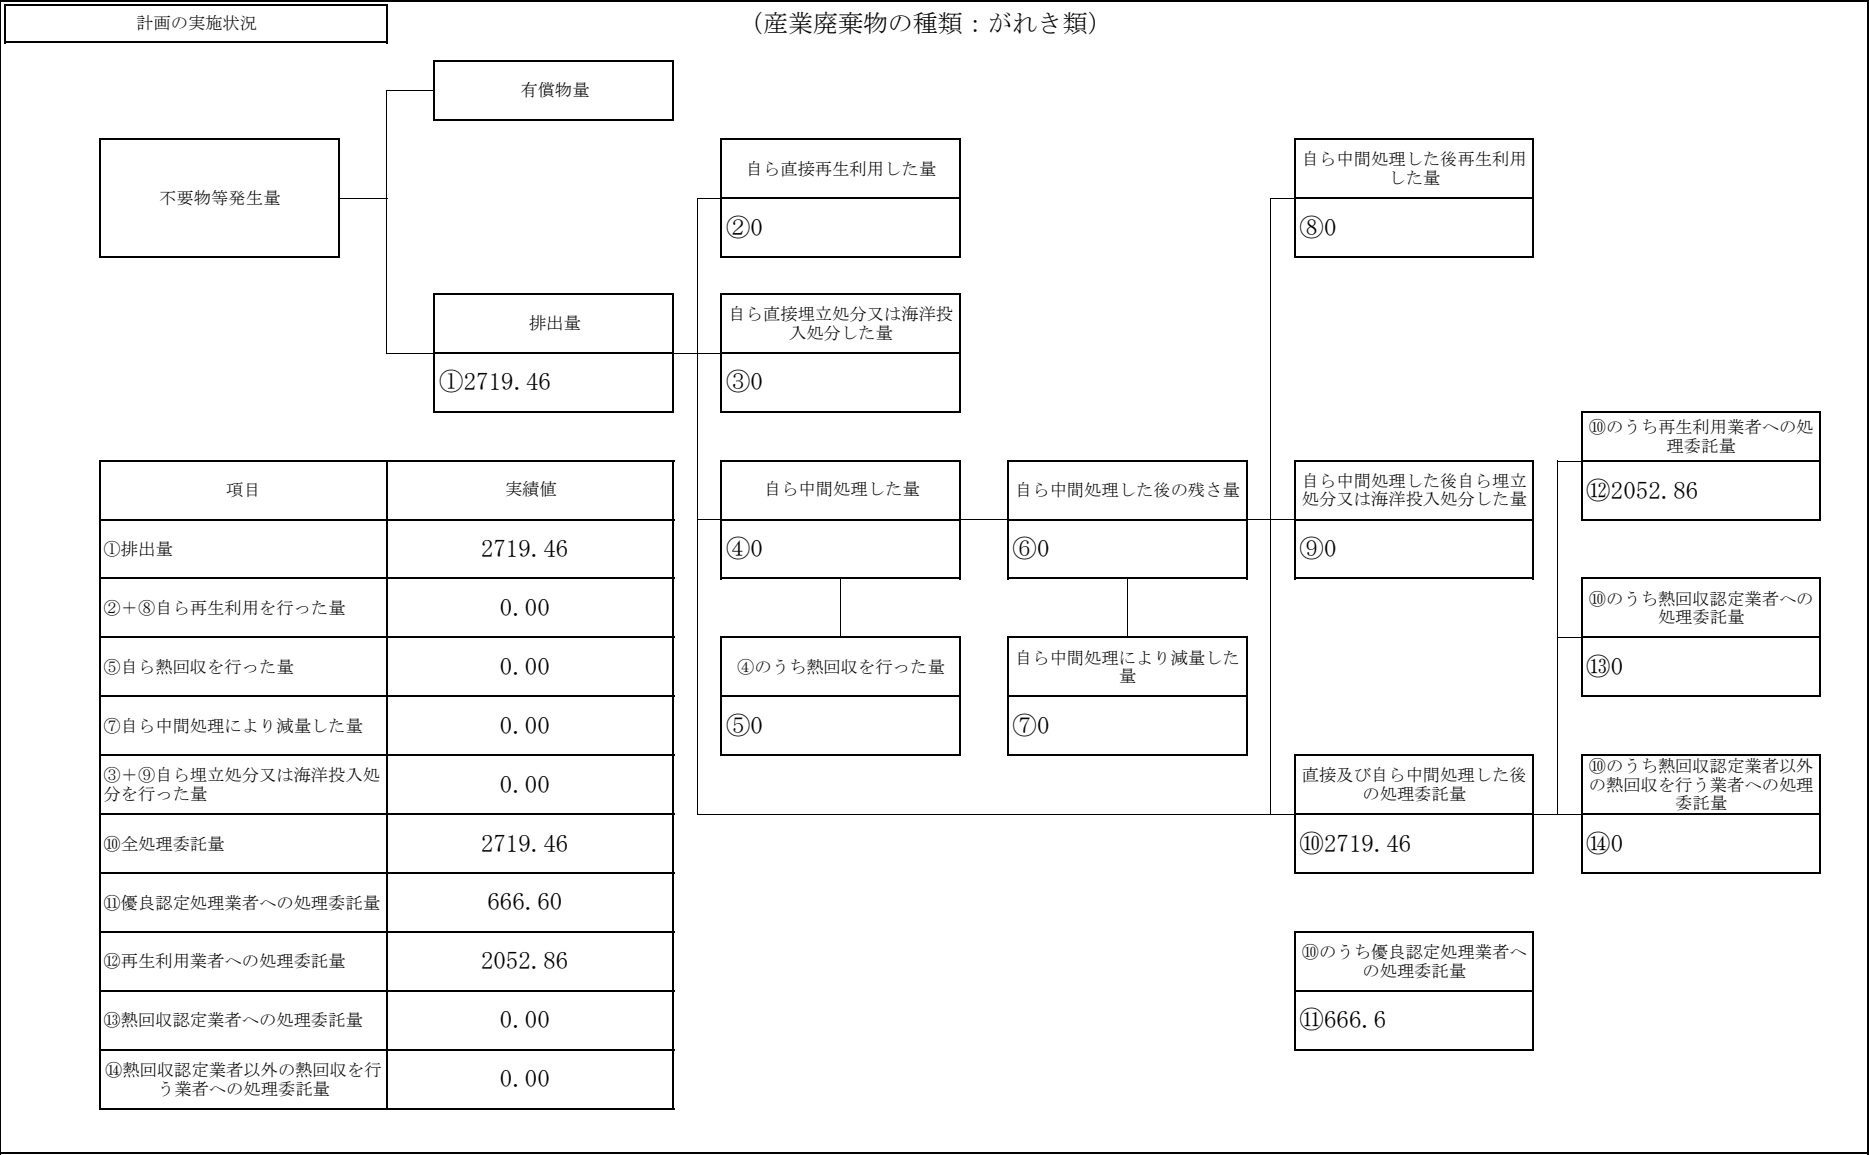 計画の実施状況
（産業廃棄物の種類：がれき類）
有償物量
不要物等発生量
排出量
①2719.46
自ら直接再生利用した量
②0
自ら直接埋立処分又は海洋投
入処分した量
③0
自ら中間処理した量
④0
④のうち熱回収を行った量
⑤0
自ら中間処理した後の残さ量
⑥0
自ら中間処理により減量した
量
⑦0
自ら中間処理した後再生利用
した量
⑧0
自ら中間処理した後自ら埋立
処分又は海洋投入処分した量
⑨0
直接及び自ら中間処理した後
の処理委託量
⑩2719.46
⑩のうち優良認定処理業者へ
の処理委託量
⑪666.6
⑩のうち再生利用業者への処
理委託量
⑫2052.86
⑩のうち熱回収認定業者への
処理委託量
⑬0
⑩のうち熱回収認定業者以外
の熱回収を行う業者への処理
委託量
⑭0
項目 実績値
①排出量 2719.46
②＋⑧自ら再生利用を行った量 0.00
⑤自ら熱回収を行った量 0.00
⑦自ら中間処理により減量した量 0.00
③＋⑨自ら埋立処分又は海洋投入処
分を行った量 0.00
⑩全処理委託量 2719.46
⑪優良認定処理業者への処理委託量 666.60
⑫再生利用業者への処理委託量 2052.86
⑬熱回収認定業者への処理委託量 0.00
⑭熱回収認定業者以外の熱回収を行
う業者への処理委託量 0.00